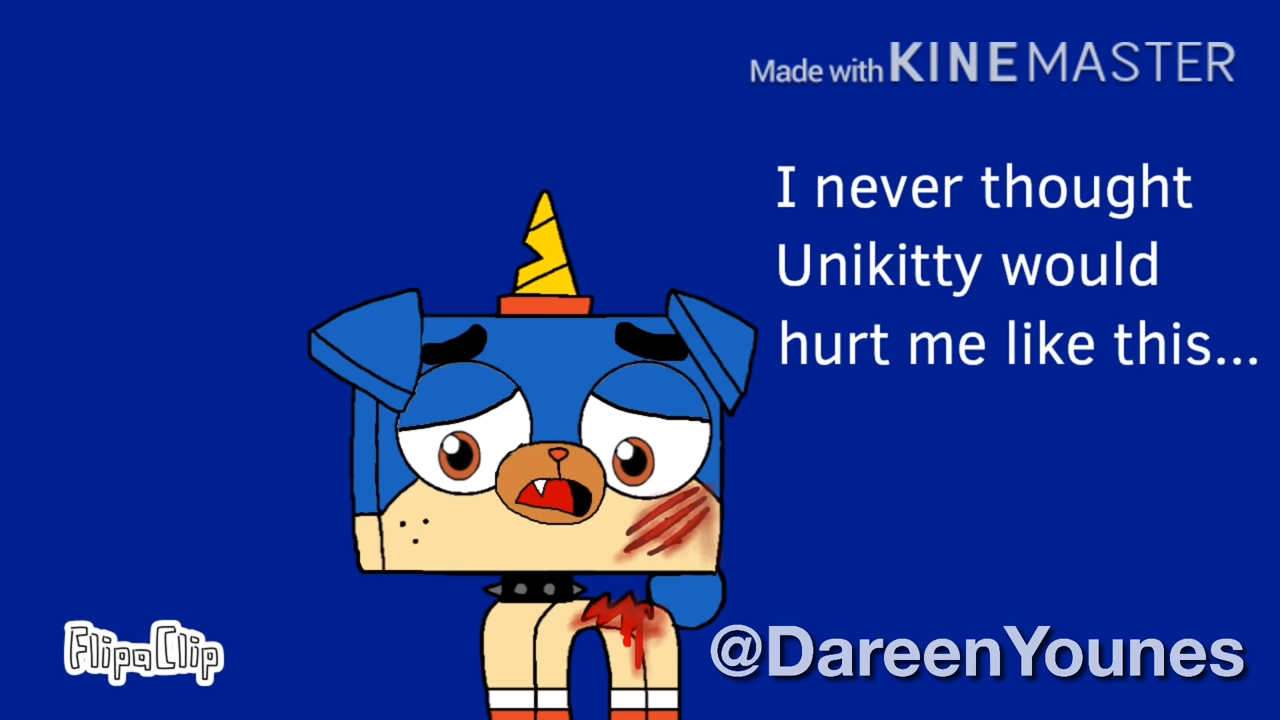 Made with KINEMASTER
I never thought
Unikitty would
hurt me like this...
FlipaClip
@DareenYounes